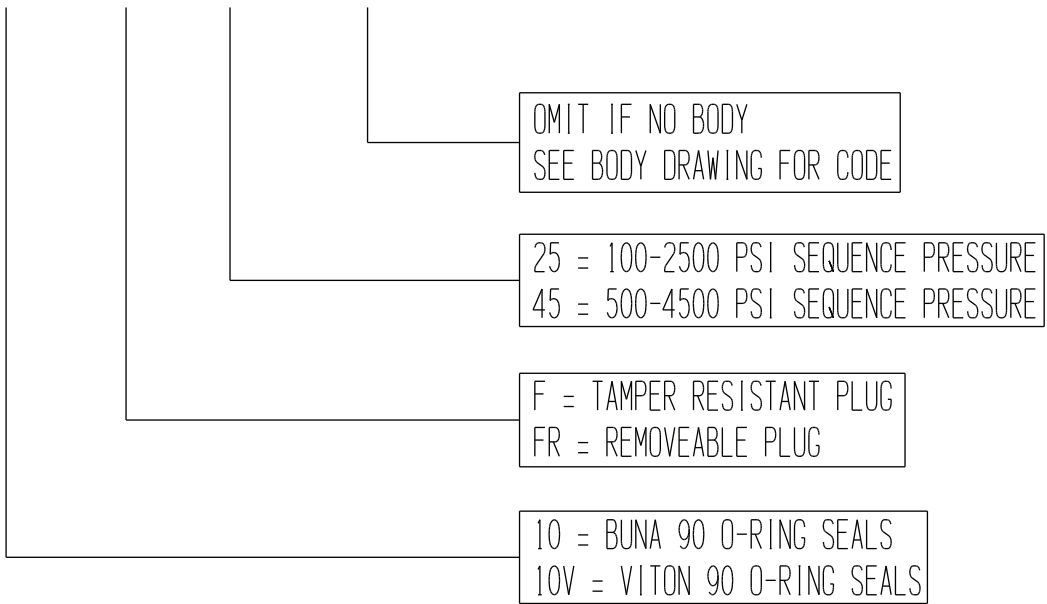 OMIT IF NO BODY
SEE BODY DRAWING FOR CODE
25 = 100-2500 PSI SEQUENCE PRESSURE
45 = 500-4500 PSI SEQUENCE PRESSURE
F = TAMPER RESISTANT PLUG
FR = REMOVEABLE PLUG
10 = BUNA 90 O-RING SEALS
10V = VITON 90 O-RING SEALS